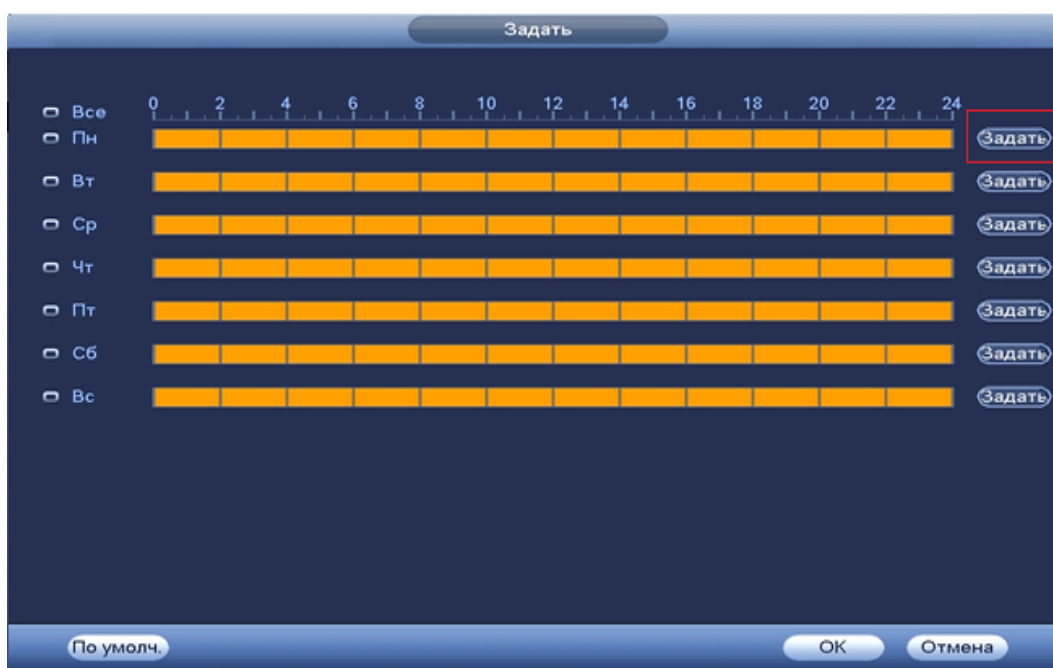 Задать
Все 0 2 4 6 8 10 12 14 16 18 20 22 24
Пн Задать
Вт Задать
Ср Задать
Чт Задать
Пт Задать
Сб Задать
Вс Задать
По умолч. OK Отмена